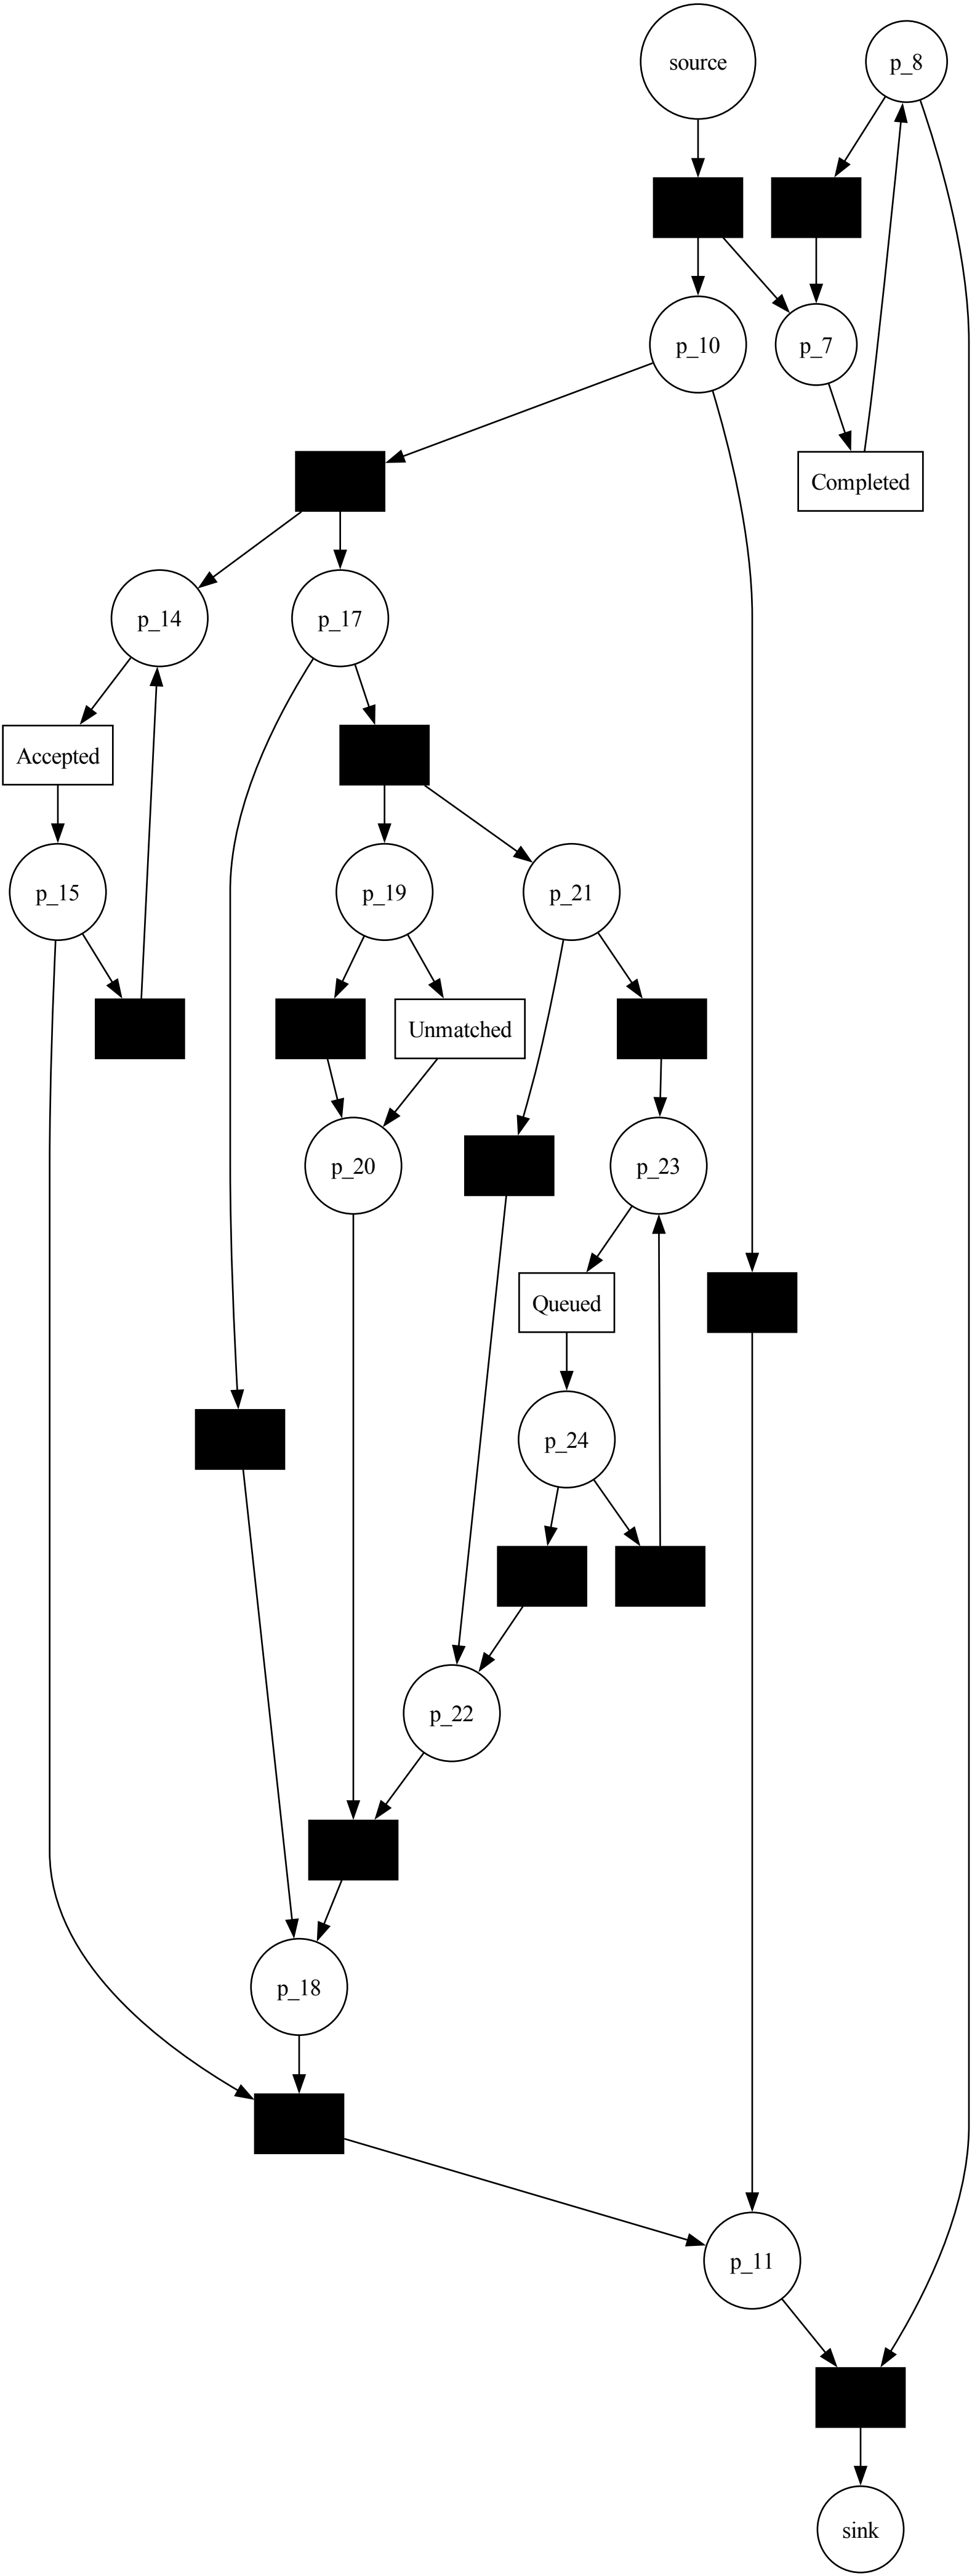 source
p_8
p_10
p_7
Completed
p_14
p_17
Accepted
p_15
p_19
p_21
Unmatched
p_20
p_23
Queued
p_24
p_22
p_18
p_11
sink